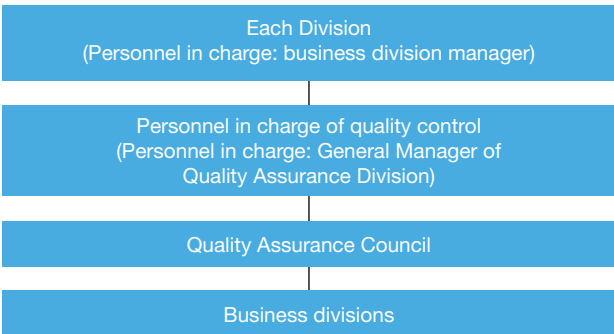 Each Division
(Personnel in charge: business division manager)
Personnel in charge of quality control
(Personnel in charge: General Manager of
Quality Assurance Division)
Quality Assurance Council
Business divisions